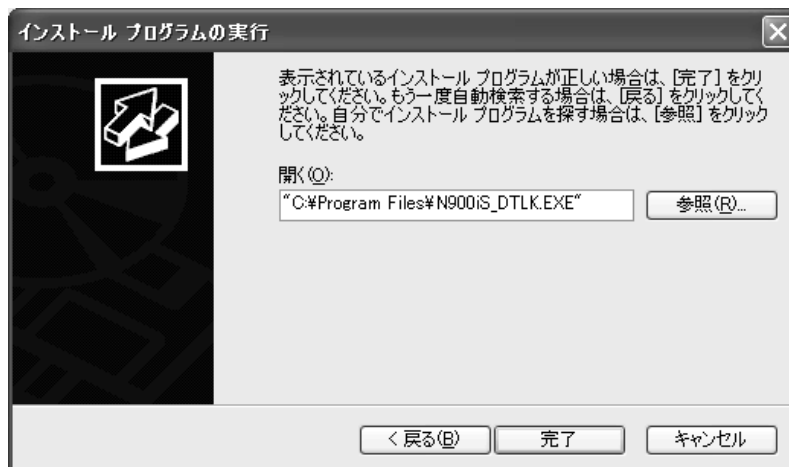 インストール プログラムの実行
表示されているインストール プログラムが正しい場合は、[完了] をクリ
ックしてください。もう一度自動検索する場合は、[戻る] をクリックしてく
ださい。自分でインストール プログラムを探す場合は、[参照] をクリック
してください。
開く(O):
"C:¥Program Files¥N900iS_DTLK.EXE"
参照(R)...
< 戻る(B)
完了
キャンセル